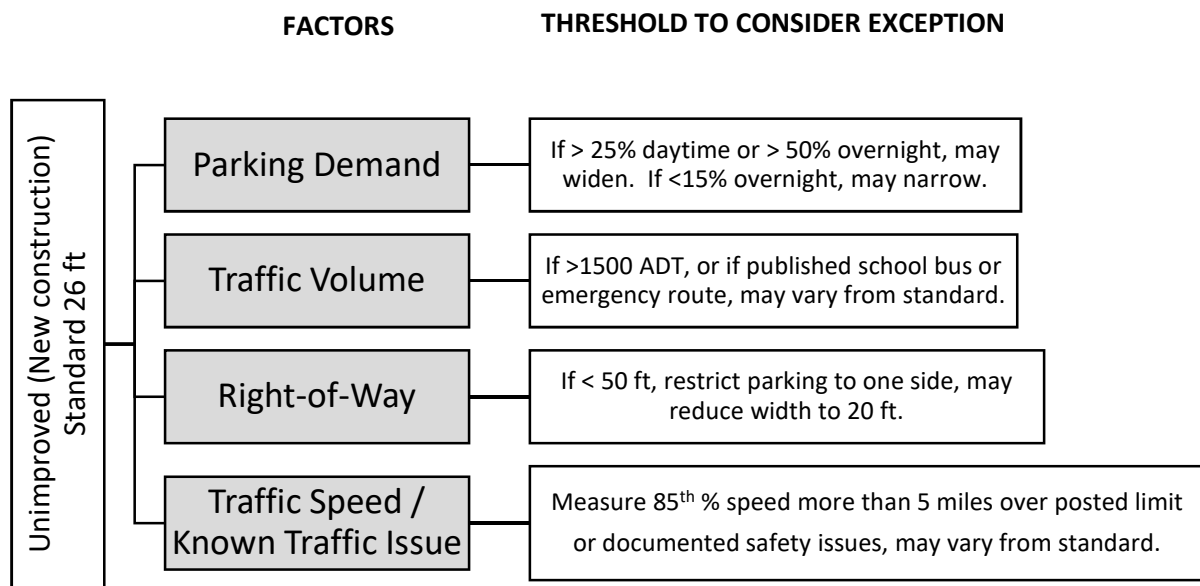 FACTORS
THRESHOLD TO CONSIDER EXCEPTION
Unimproved (New construction)
Standard 26 ft
Parking Demand
If > 25% daytime or > 50% overnight, may
widen.  If <15% overnight, may narrow.
Traffic Volume
If >1500 ADT, or if published school bus or
emergency route, may vary from standard.
Right-of-Way
If < 50 ft, restrict parking to one side, may
reduce width to 20 ft.
Traffic Speed /
Known Traffic Issue
Measure 85th % speed more than 5 miles over posted limit
or documented safety issues, may vary from standard.